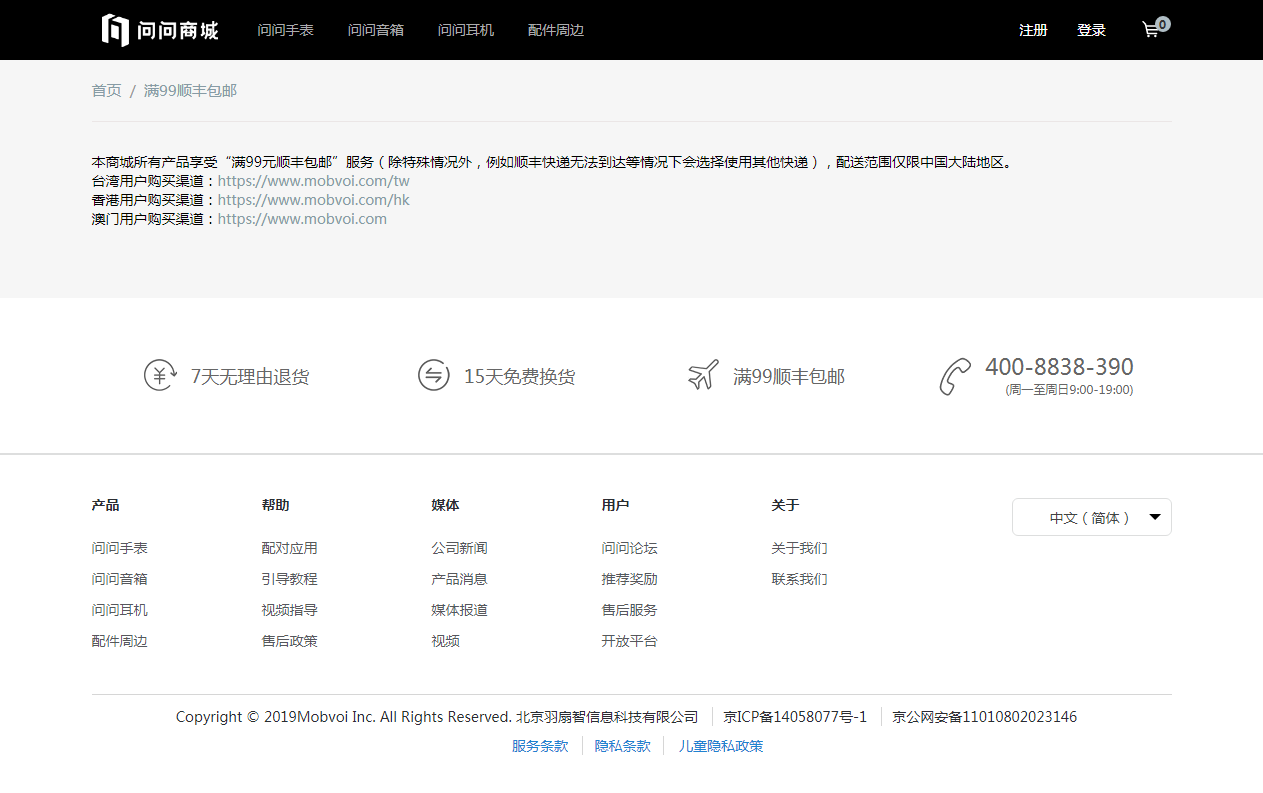 问问商城 问问手表 问问音箱 问问耳机 配件周边 注册 登录 0
首页 / 满99顺丰包邮
本商城所有产品享受“满99元顺丰包邮”服务（除特殊情况外，例如顺丰快递无法到达等情况下会选择使用其他快递），配送范围仅限中国大陆地区。
台湾用户购买渠道：https://www.mobvoi.com/tw
香港用户购买渠道：https://www.mobvoi.com/hk
澳门用户购买渠道：https://www.mobvoi.com
7天无理由退货 15天免费换货 满99顺丰包邮 400-8838-390
(周一至周日9:00-19:00)
产品 帮助 媒体 用户 关于 中文（简体）
问问手表 配对应用 公司新闻 问问论坛 关于我们
问问音箱 引导教程 产品消息 推荐奖励 联系我们
问问耳机 视频指导 媒体报道 售后服务
配件周边 售后政策 视频 开放平台
Copyright © 2019Mobvoi Inc. All Rights Reserved. 北京羽扇智信息科技有限公司 京ICP备14058077号-1 京公网安备11010802023146
服务条款 隐私条款 儿童隐私政策